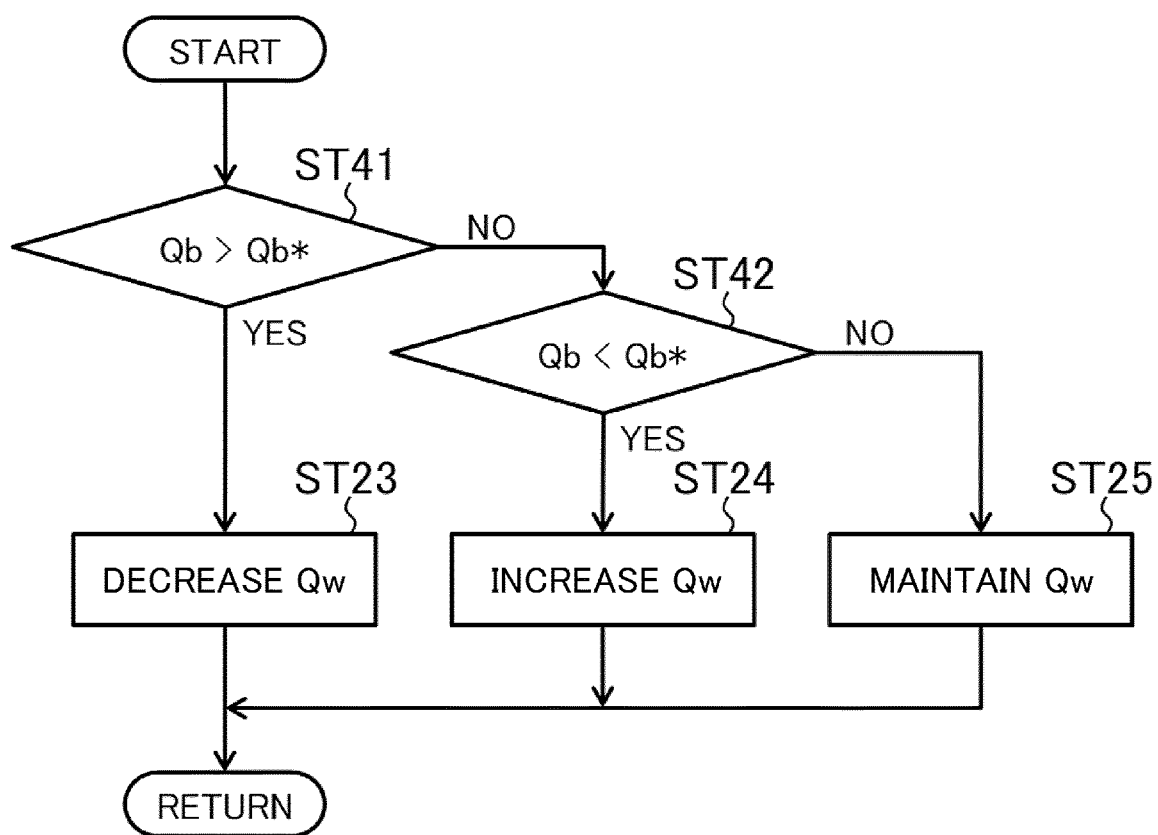 START
ST41
Qb > Qb*
NO
YES
ST42
Qb < Qb*
NO
YES
ST23
DECREASE Qw
ST24
INCREASE Qw
ST25
MAINTAIN Qw
RETURN